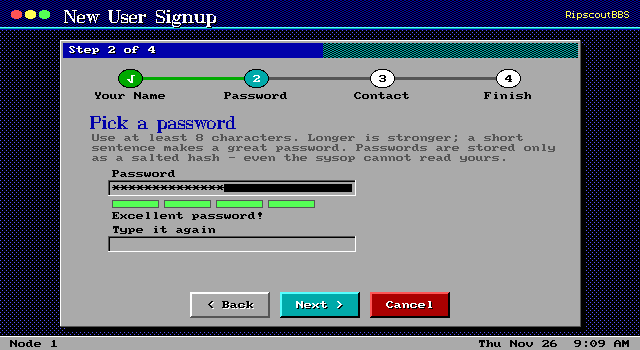 New User Signup
RipscoutBBS
Step 2 of 4
√ 2 3 4
Your Name Password Contact Finish
Pick a password
Use at least 8 characters. Longer is stronger; a short
sentence makes a great password. Passwords are stored only
as a salted hash - even the sysop cannot read yours.
Password
**************
Excellent password!
Type it again
< Back Next > Cancel
Node 1 Thu Nov 26 9:09 AM